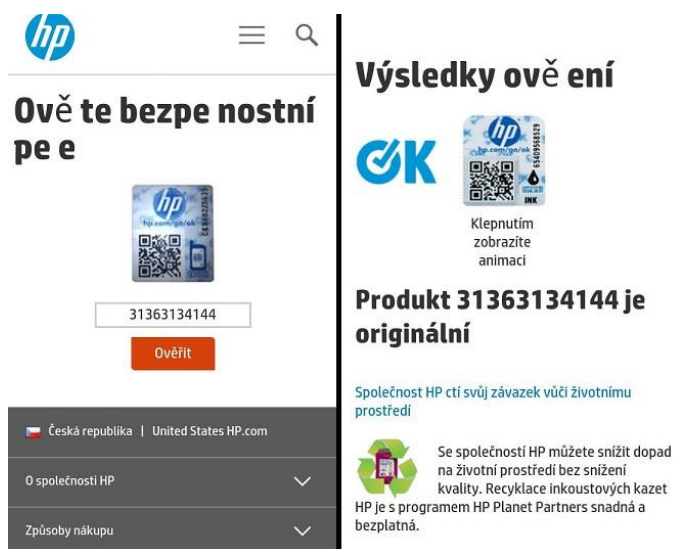 hp
Ově te bezpe nostní
pe e
hp
hp.com/go/ok
31363134144
Ověřit
Česká republika | United States HP.com
O společnosti HP
Způsoby nákupu
Výsledky ově ení
OK
hp
hp.com/go/ok
65409568529
INK
Klepnutím
zobrazíte
animaci
Produkt 31363134144 je
originální
Společnost HP ctí svůj závazek vůči životnímu
prostředí
Se společností HP můžete snížit dopad
na životní prostředí bez snížení
kvality. Recyklace inkoustových kazet
HP je s programem HP Planet Partners snadná a
bezplatná.